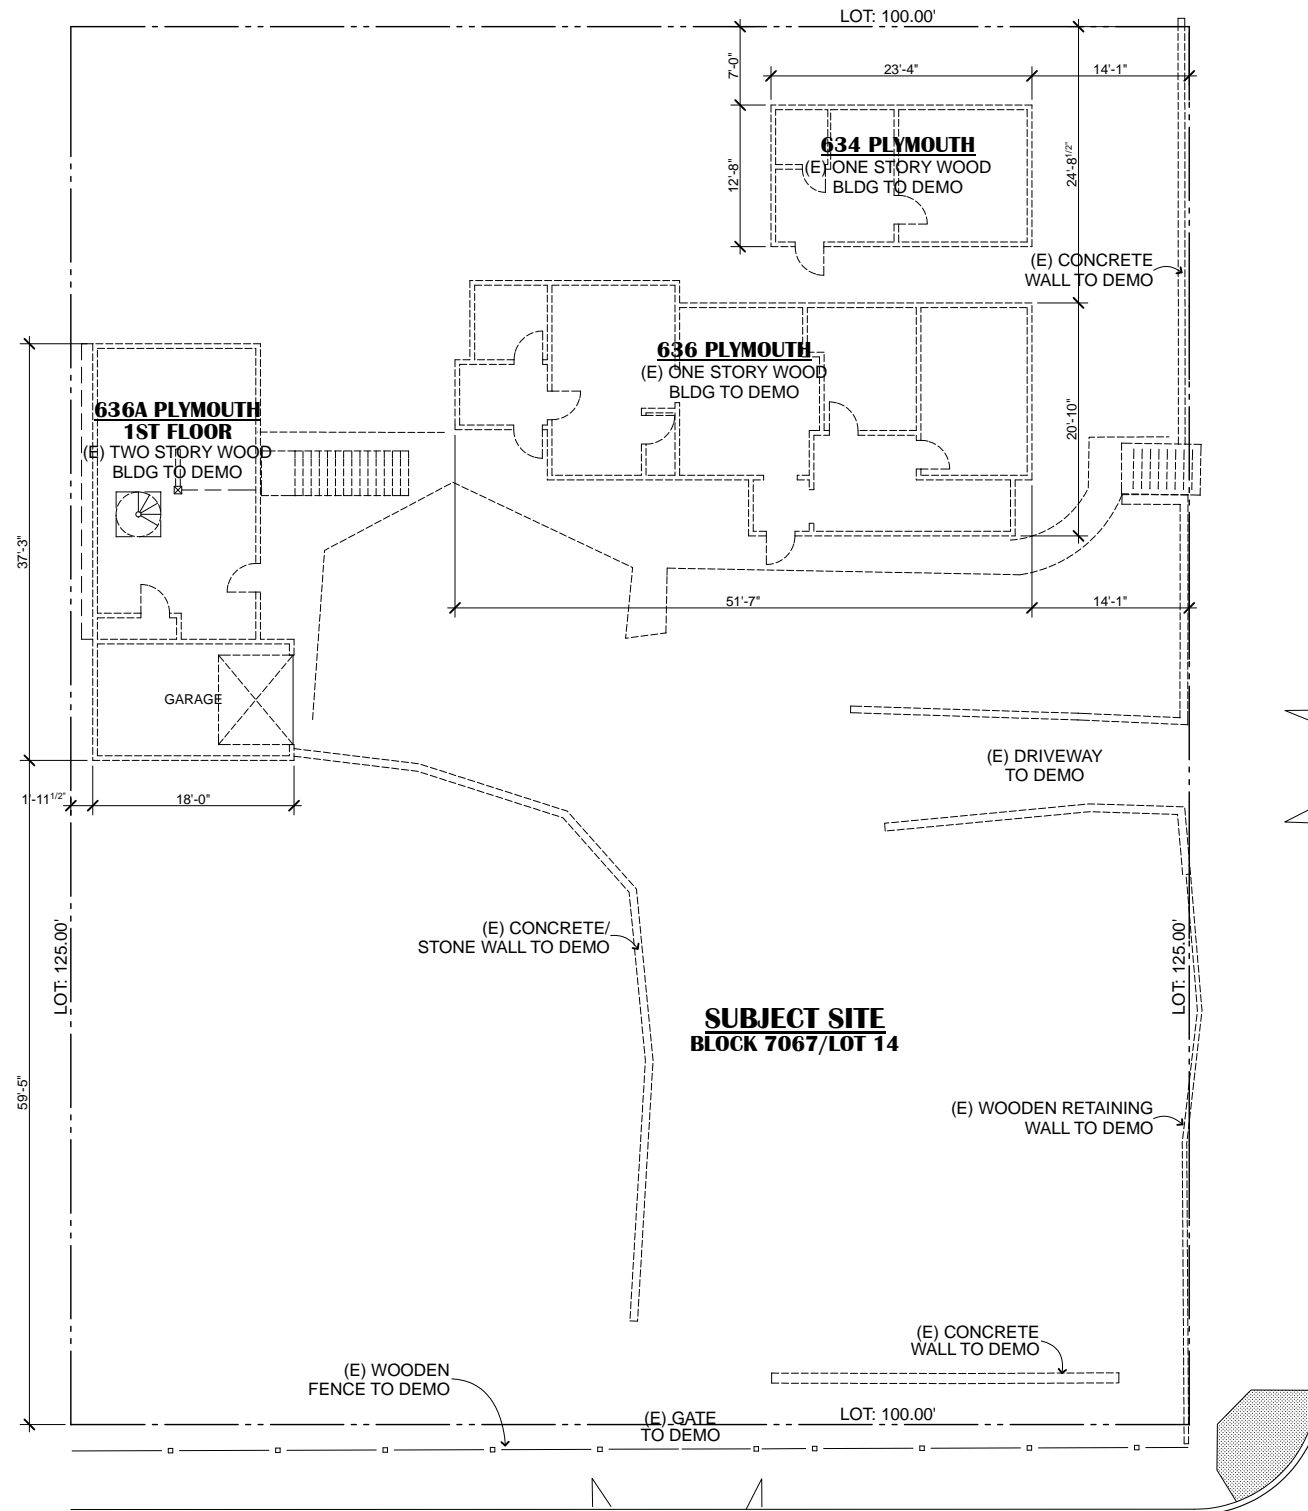 LOT: 100.00'
7'-0"
23'-4"
14'-1"
634 PLYMOUTH
(E) ONE STORY WOOD
BLDG TO DEMO
12'-8"
24'-8 1/2"
(E) CONCRETE
WALL TO DEMO
636 PLYMOUTH
(E) ONE STORY WOOD
BLDG TO DEMO
20'-10"
636A PLYMOUTH
1ST FLOOR
(E) TWO STORY WOOD
BLDG TO DEMO
37'-3"
51'-7"
14'-1"
GARAGE
(E) DRIVEWAY
TO DEMO
1'-11 1/2"
18'-0"
(E) CONCRETE/
STONE WALL TO DEMO
LOT: 125.00'
LOT: 125.00'
SUBJECT SITE
BLOCK 7067/LOT 14
59'-5"
(E) WOODEN RETAINING
WALL TO DEMO
(E) CONCRETE
WALL TO DEMO
(E) WOODEN
FENCE TO DEMO
(E) GATE
TO DEMO
LOT: 100.00'